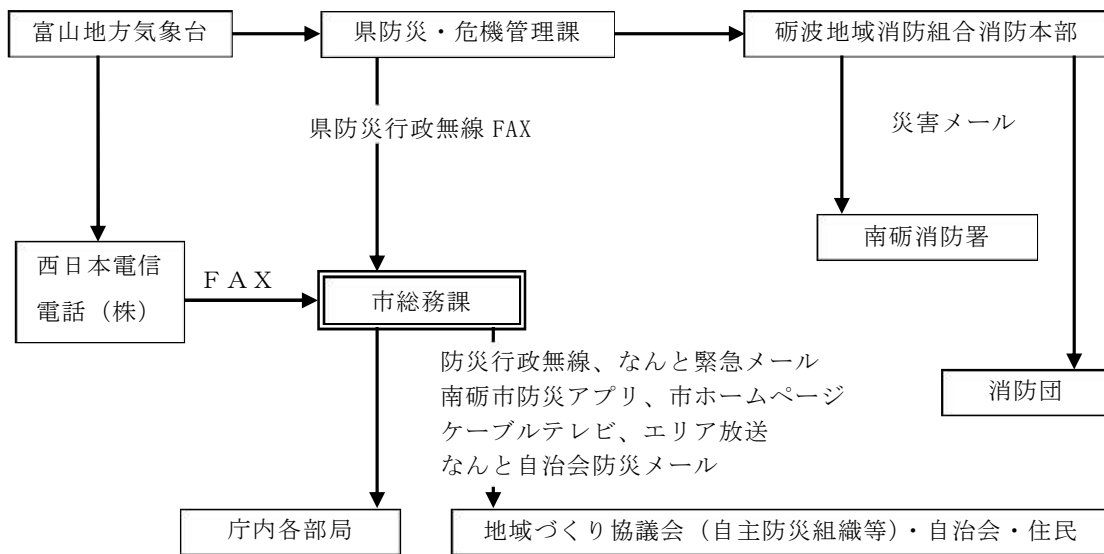 富山地方気象台
県防災・危機管理課
砺波地域消防組合消防本部
県防災行政無線 FAX
災害メール
南砺消防署
西日本電信
電話（株）
ＦＡＸ
市総務課
防災行政無線、なんと緊急メール
南砺市防災アプリ、市ホームページ
ケーブルテレビ、エリア放送
なんと自治会防災メール
消防団
庁内各部局
地域づくり協議会（自主防災組織等）・自治会・住民